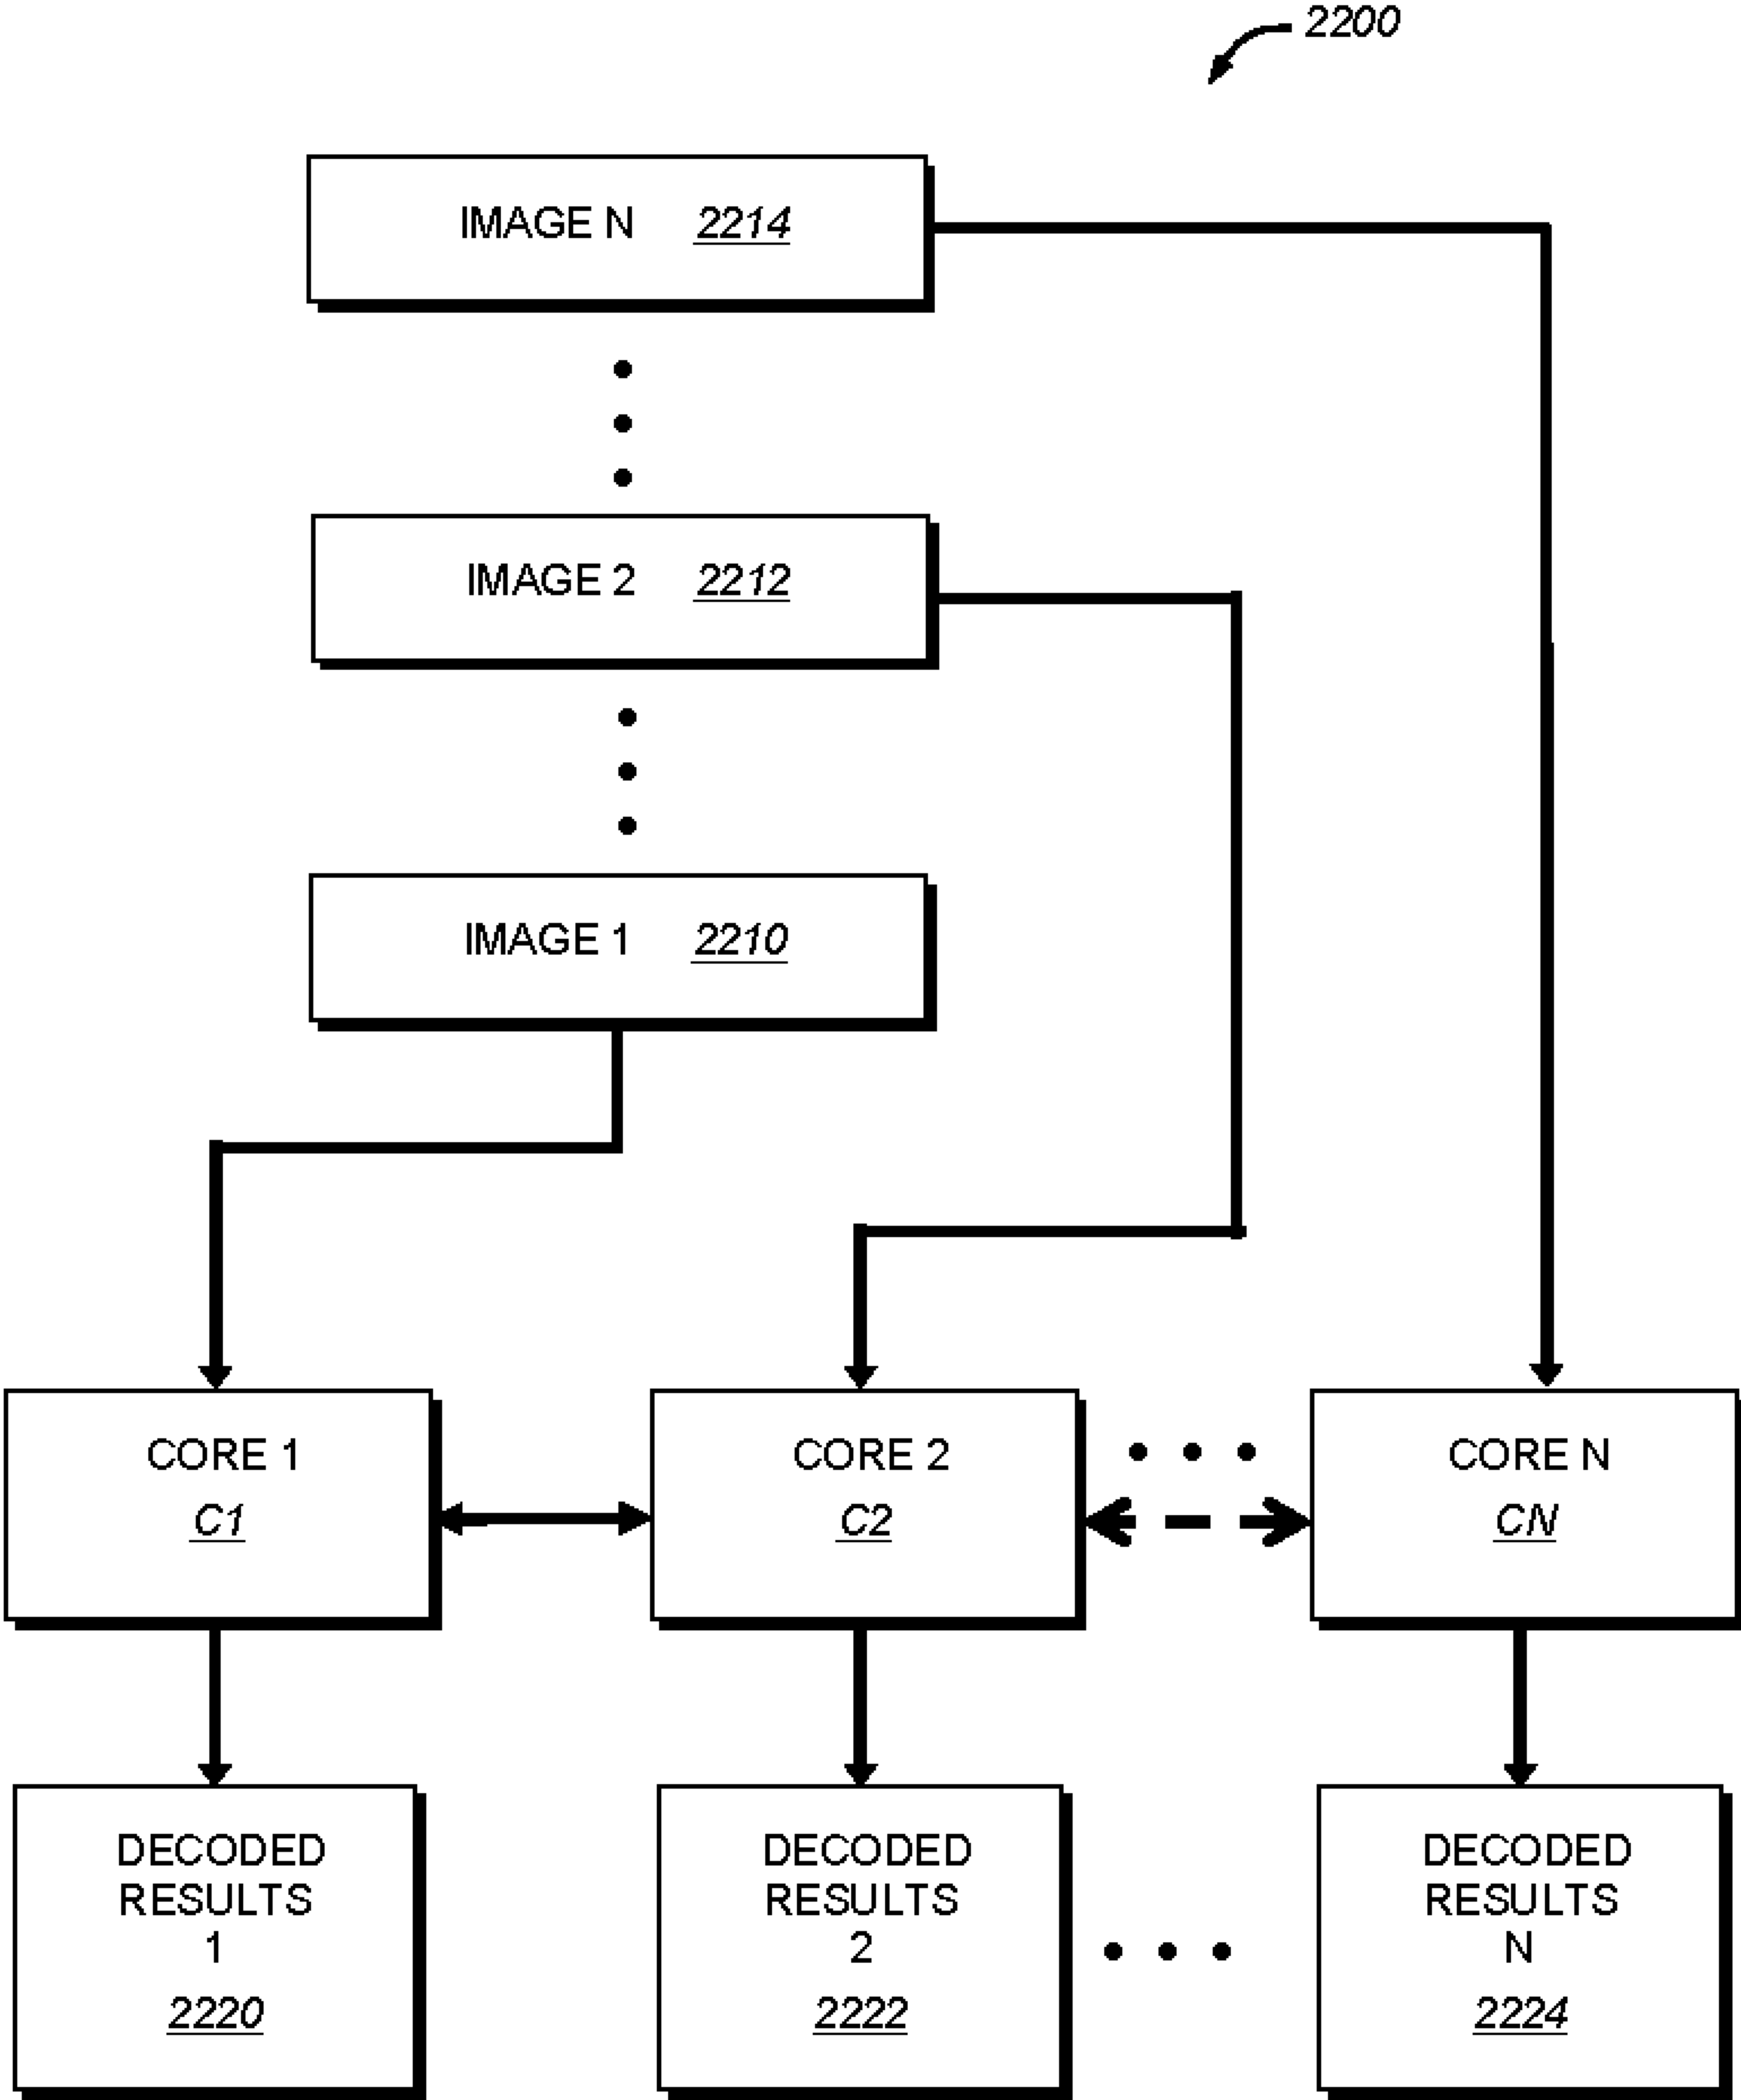 2200
IMAGE N 2214
IMAGE 2 2212
IMAGE 1 2210
CORE 1
C1
CORE 2
C2
CORE N
CN
DECODED
RESULTS
1
2220
DECODED
RESULTS
2
2222
DECODED
RESULTS
N
2224